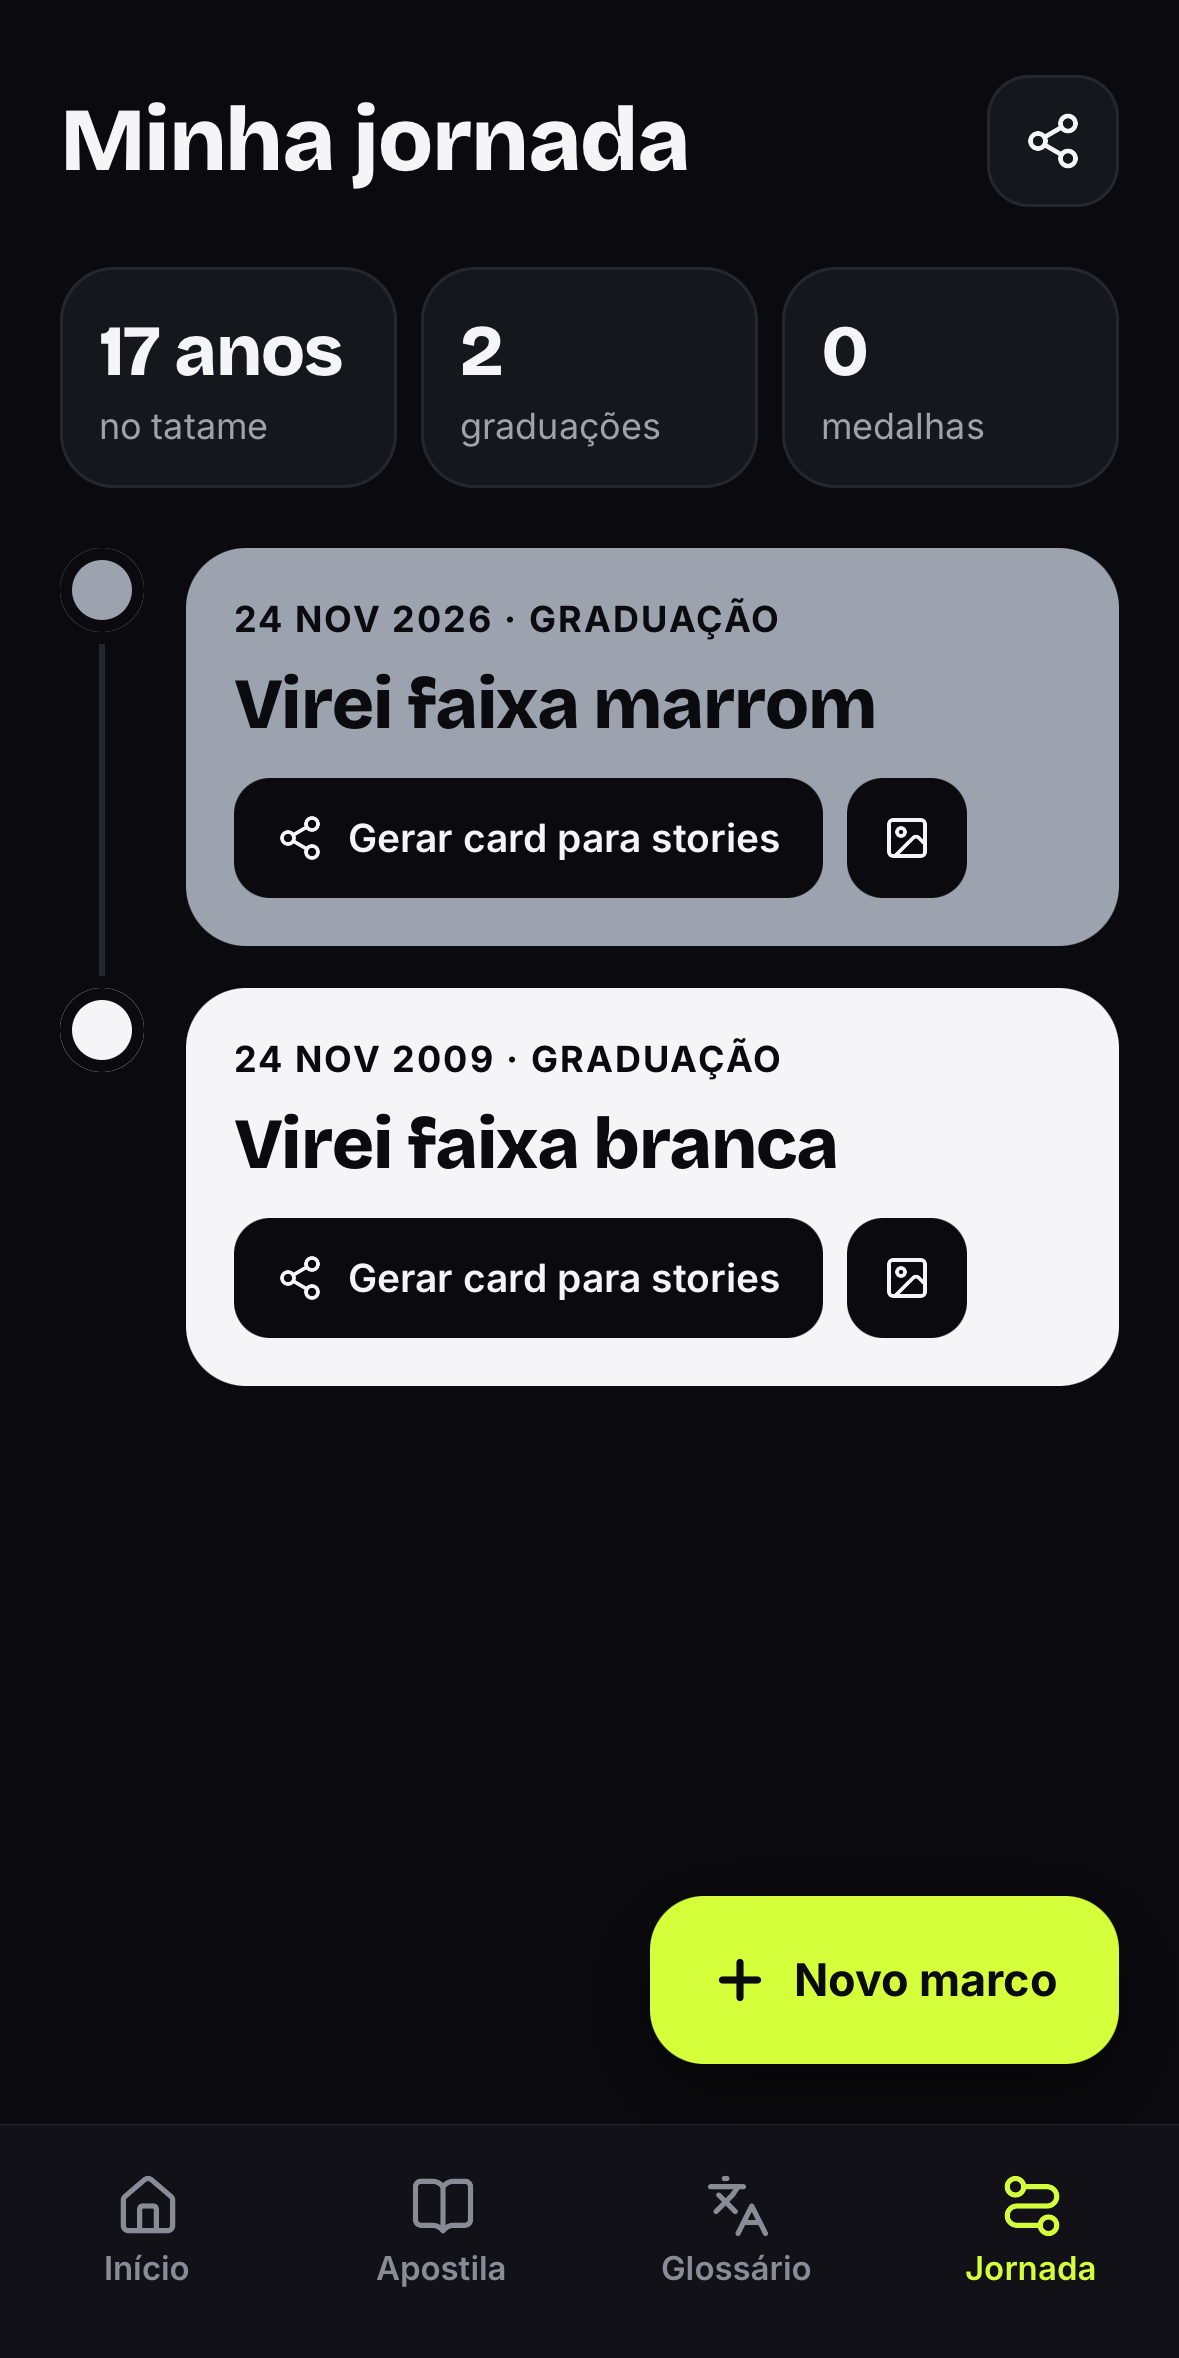 Minha jornada
17 anos
no tatame
2
graduações
0
medalhas
24 NOV 2026 · GRADUAÇÃO
Virei faixa marrom
Gerar card para stories
24 NOV 2009 · GRADUAÇÃO
Virei faixa branca
Gerar card para stories
Novo marco
Início
Apostila
Glossário
Jornada